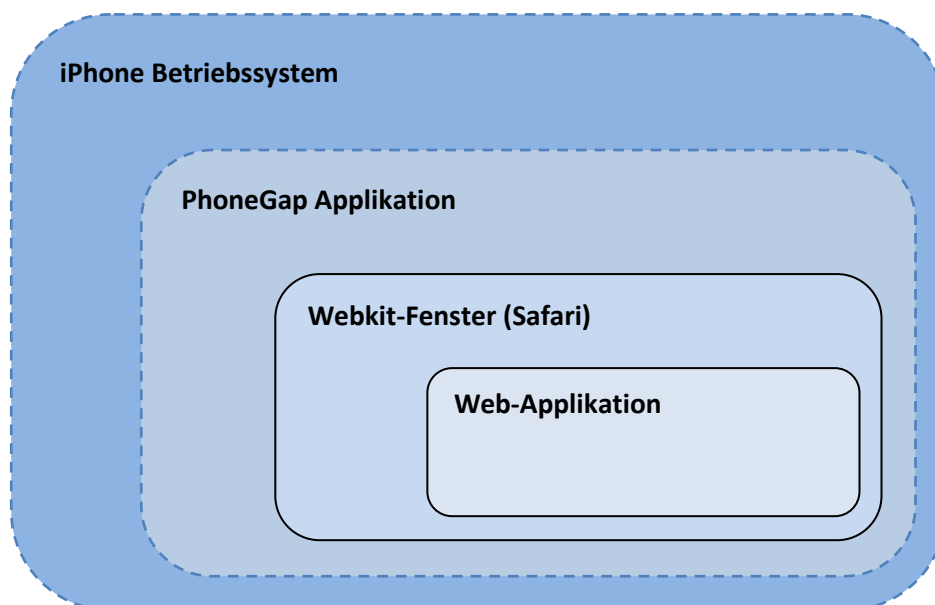 iPhone Betriebssystem
PhoneGap Applikation
Webkit-Fenster (Safari)
Web-Applikation